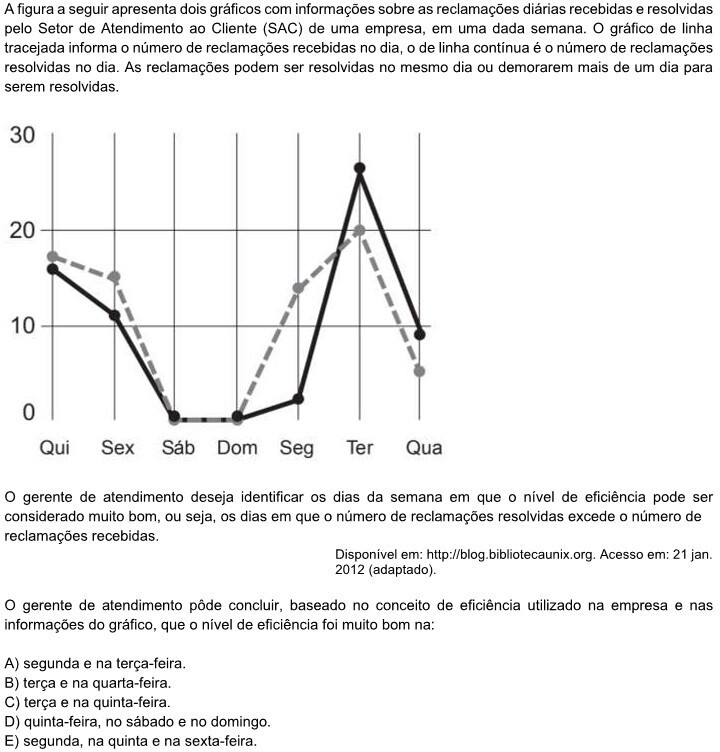 A figura a seguir apresenta dois gráficos com informações sobre as reclamações diárias recebidas e resolvidas
pelo Setor de Atendimento ao Cliente (SAC) de uma empresa, em uma dada semana. O gráfico de linha
tracejada informa o número de reclamações recebidas no dia, o de linha contínua é o número de reclamações
resolvidas no dia. As reclamações podem ser resolvidas no mesmo dia ou demorarem mais de um dia para
serem resolvidas.
30
20
10
0
Qui Sex Sáb Dom Seg Ter Qua
O gerente de atendimento deseja identificar os dias da semana em que o nível de eficiência pode ser
considerado muito bom, ou seja, os dias em que o número de reclamações resolvidas excede o número de
reclamações recebidas.
Disponível em: http://blog.bibliotecaunix.org. Acesso em: 21 jan.
2012 (adaptado).
O gerente de atendimento pôde concluir, baseado no conceito de eficiência utilizado na empresa e nas
informações do gráfico, que o nível de eficiência foi muito bom na:
A) segunda e na terça-feira.
B) terça e na quarta-feira.
C) terça e na quinta-feira.
D) quinta-feira, no sábado e no domingo.
E) segunda, na quinta e na sexta-feira.